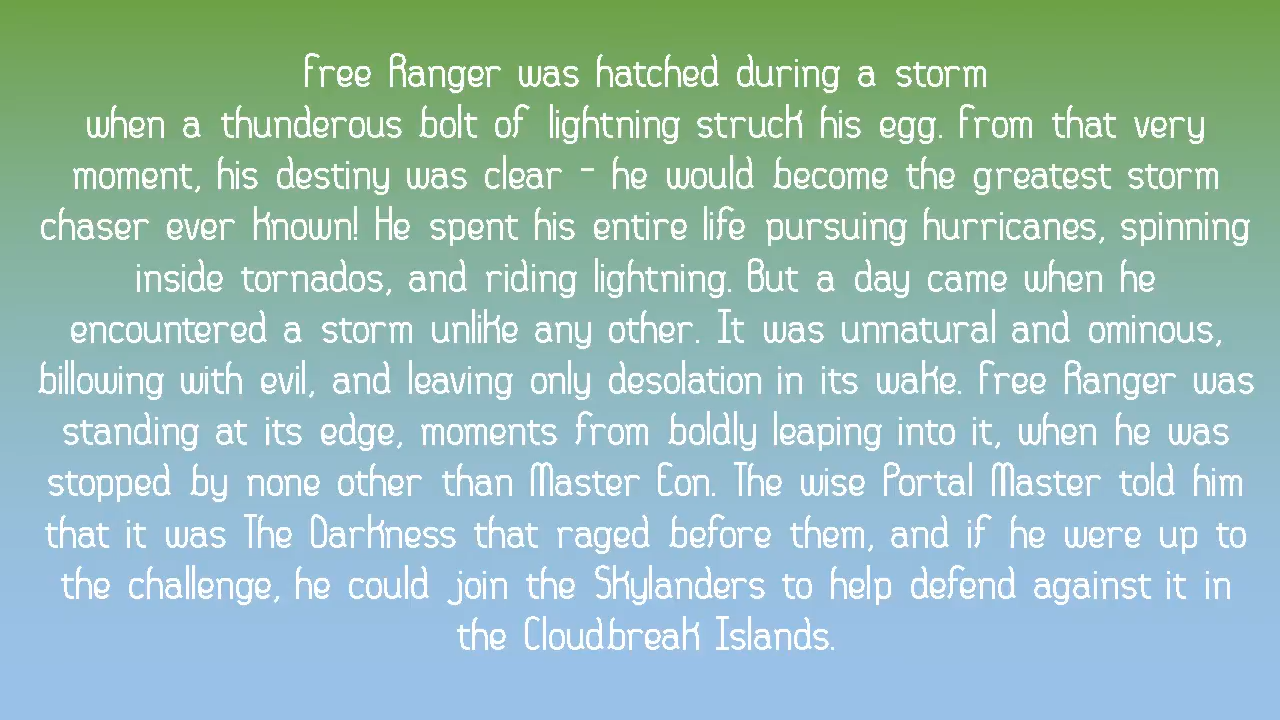 Free Ranger was hatched during a storm
when a thunderous bolt of lightning struck his egg. From that very
moment, his destiny was clear - he would become the greatest storm
chaser ever known! He spent his entire life pursuing hurricanes, spinning
inside tornados, and riding lightning. But a day came when he
encountered a storm unlike any other. It was unnatural and ominous,
billowing with evil, and leaving only desolation in its wake. Free Ranger was
standing at its edge, moments from boldly leaping into it, when he was
stopped by none other than Master Eon. The wise Portal Master told him
that it was The Darkness that raged before them, and if he were up to
the challenge, he could join the Skylanders to help defend against it in
the Cloudbreak Islands.